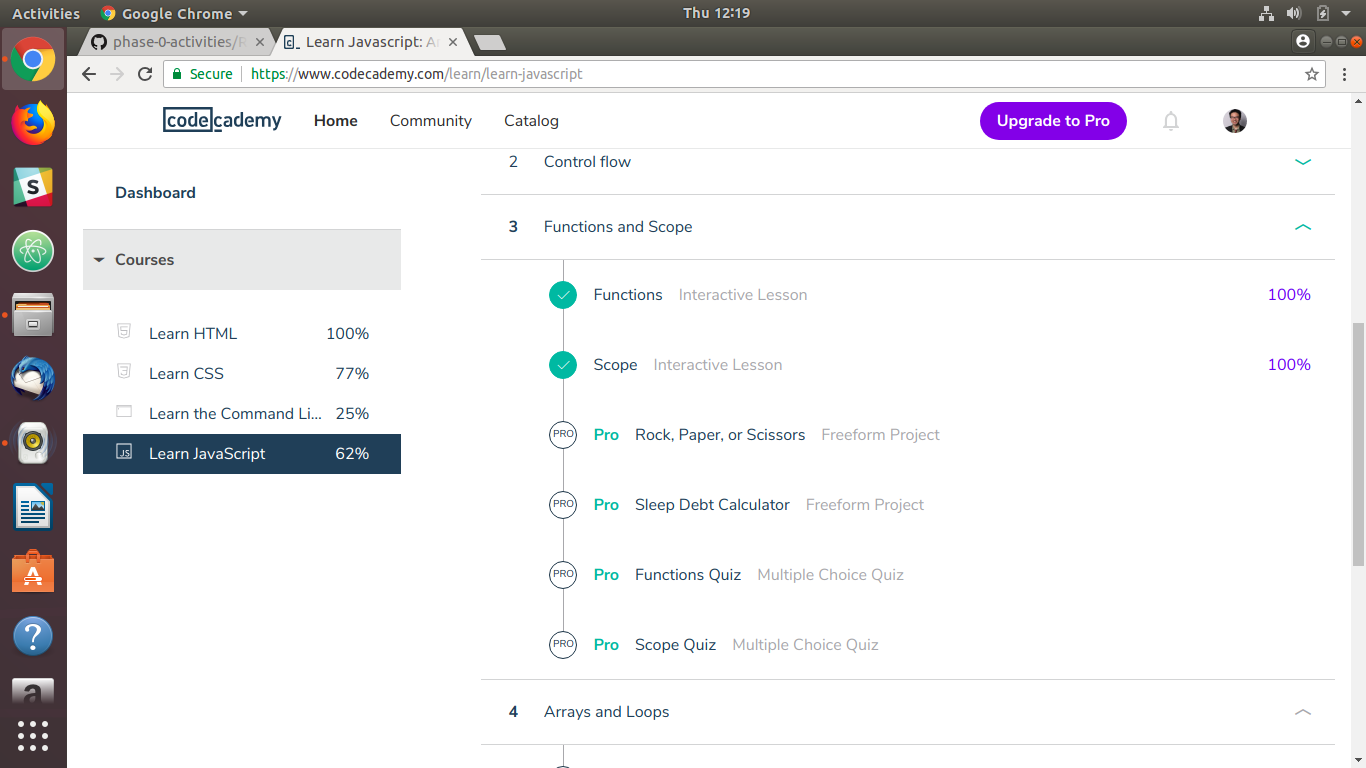 Activities Google Chrome Thu 12:19
phase-0-activities/R Learn Javascript: A
Secure https://www.codecademy.com/learn/learn-javascript
codecademy Home Community Catalog Upgrade to Pro
2 Control flow
Dashboard
3 Functions and Scope
Courses
Functions Interactive Lesson 100%
Learn HTML 100%
Scope Interactive Lesson 100%
Learn CSS 77%
Learn the Command Li... 25%
PRO Pro Rock, Paper, or Scissors Freeform Project
JS Learn JavaScript 62%
PRO Pro Sleep Debt Calculator Freeform Project
PRO Pro Functions Quiz Multiple Choice Quiz
PRO Pro Scope Quiz Multiple Choice Quiz
4 Arrays and Loops